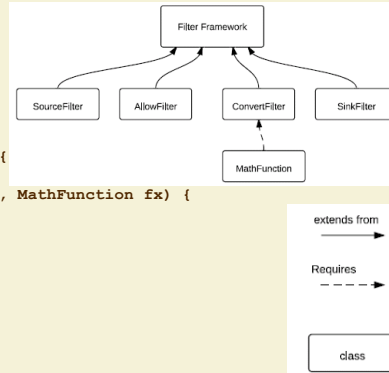 Filter Framework
SourceFilter
AllowFilter
ConvertFilter
SinkFilter
{
MathFunction
, MathFunction fx) {
extends from
Requires
class